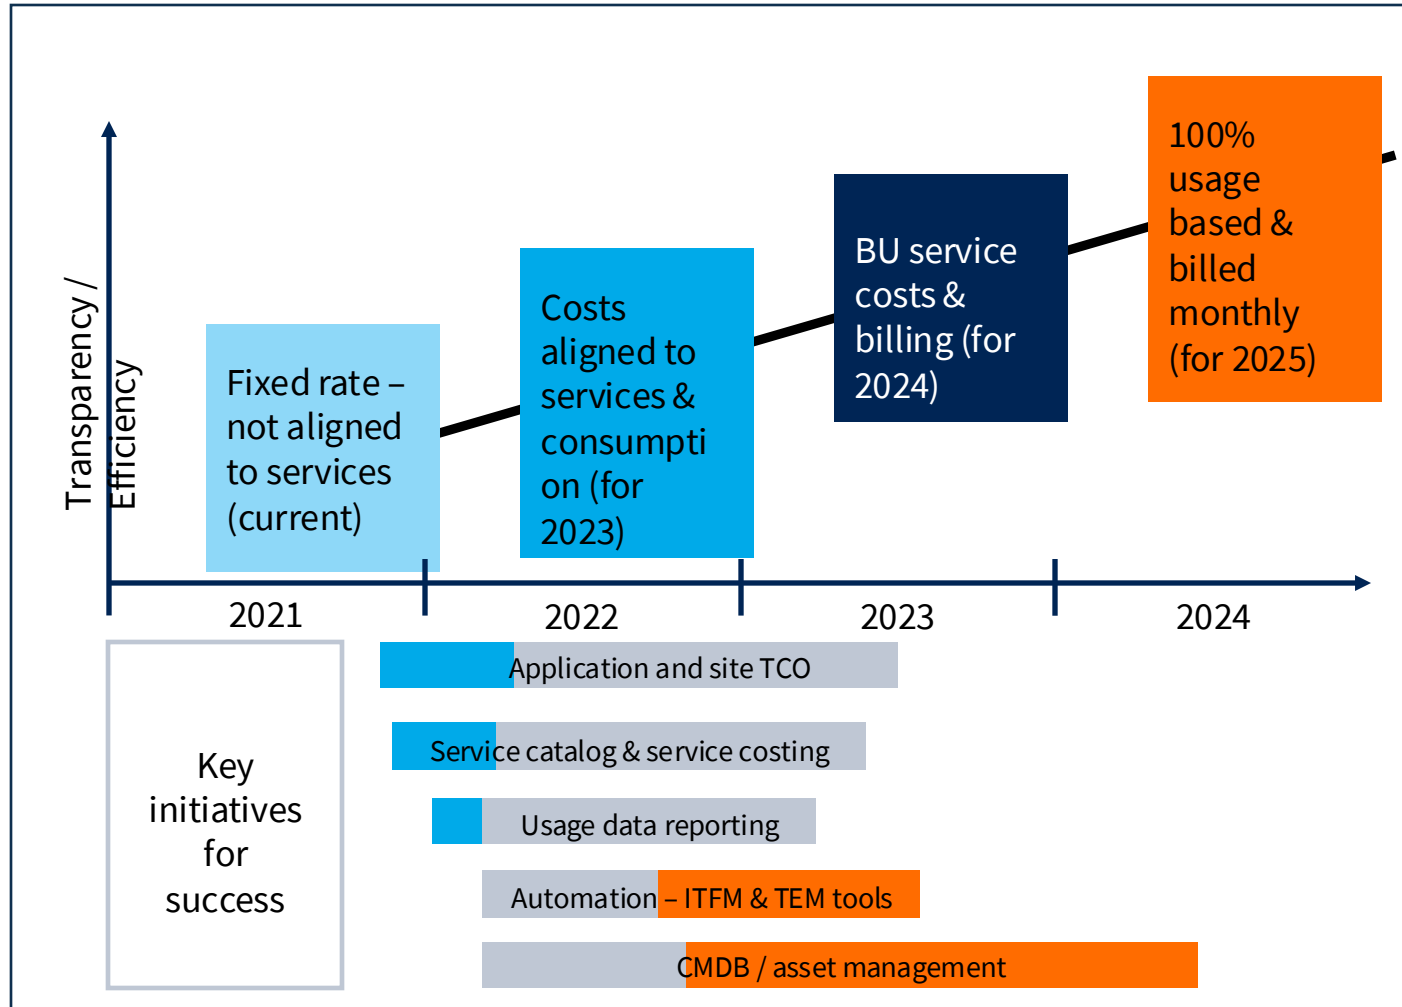 Transparency /
Efficiency
Fixed rate –
not aligned
to services
(current)
Costs
aligned to
services &
consumpti
on (for
2023)
BU service
costs &
billing (for
2024)
100%
usage
based &
billed
monthly
(for 2025)
2021
2022
2023
2024
Key
initiatives
for
success
Application and site TCO
Service catalog & service costing
Usage data reporting
Automation – ITFM & TEM tools
CMDB / asset management